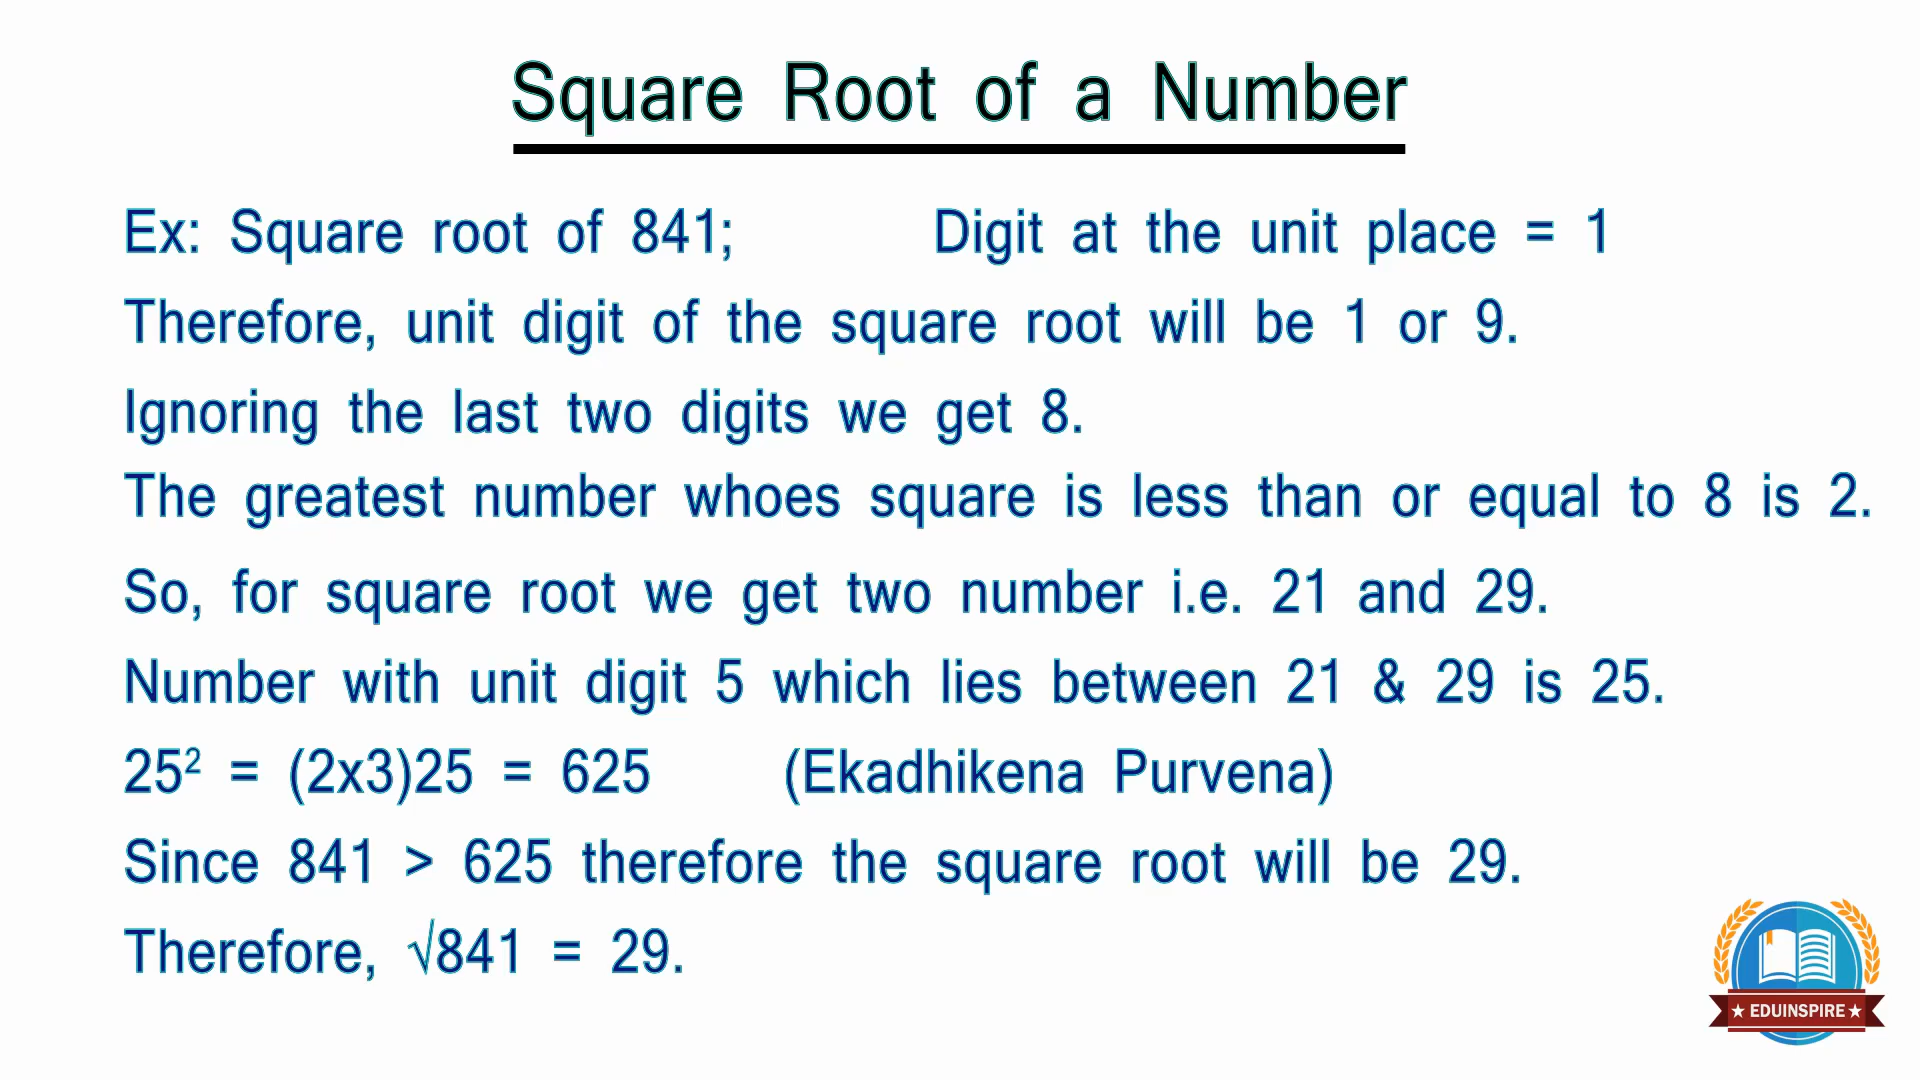 Square Root of a Number
Ex: Square root of 841; Digit at the unit place = 1
Therefore, unit digit of the square root will be 1 or 9.
Ignoring the last two digits we get 8.
The greatest number whoes square is less than or equal to 8 is 2.
So, for square root we get two number i.e. 21 and 29.
Number with unit digit 5 which lies between 21 & 29 is 25.
25² = (2x3)25 = 625 (Ekadhikena Purvena)
Since 841 > 625 therefore the square root will be 29.
Therefore, √841 = 29.
★ EDUINSPIRE ★